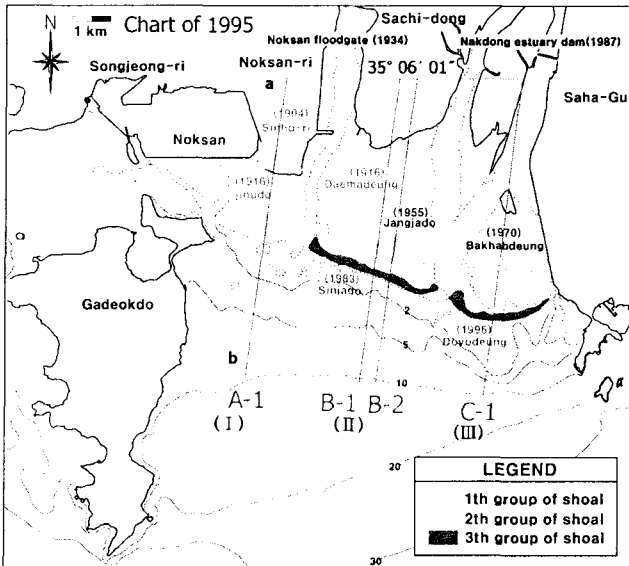 N
1 km
Chart of 1995
Sachi-dong
Noksan floodgate (1934)
Nakdong estuary dam(1987)
Songjeong-ri
Noksan-ri
35° 06′ 01″
Saha-Gu
a
(1904)
Sinho-ri
Noksan
(1916)
Jinudo
(1916)
Daemadeung
(1955)
Jangjado
(1970)
Bakhabdeung
(1983)
Sinjado
Gadeokdo
2
(1996)
Doyodeung
5
b
10
A-1
B-1
B-2
C-1
(I)
(II)
(III)
20
30
LEGEND
1th group of shoal
2th group of shoal
3th group of shoal